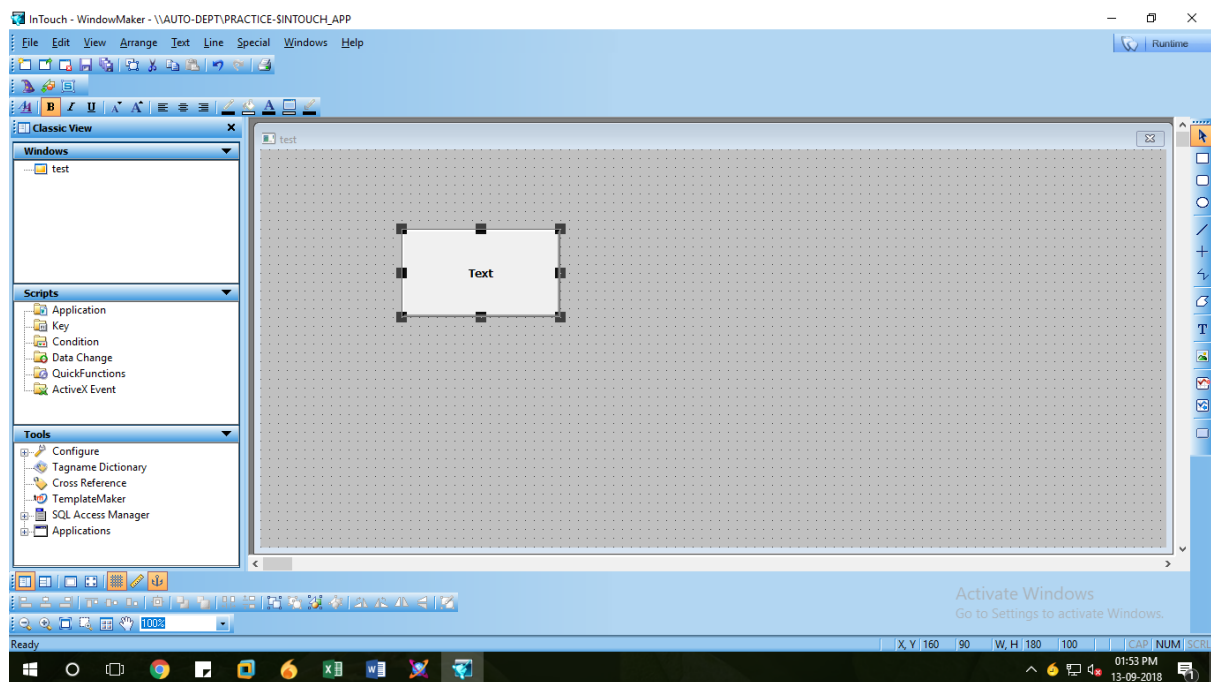 InTouch - WindowMaker - \\AUTO-DEPT\PRACTICE-$INTOUCH_APP
File Edit View Arrange Text Line Special Windows Help
Runtime
B I U A A A
Classic View
test
Windows
test
Text
Scripts
Application
Key
Condition
Data Change
QuickFunctions
ActiveX Event
T
Tools
Configure
Tagname Dictionary
Cross Reference
TemplateMaker
SQL Access Manager
Applications
Activate Windows
Go to Settings to activate Windows.
100%
Ready X, Y 160 90 W, H 180 100 CAP NUM SCRL
01:53 PM
13-09-2018